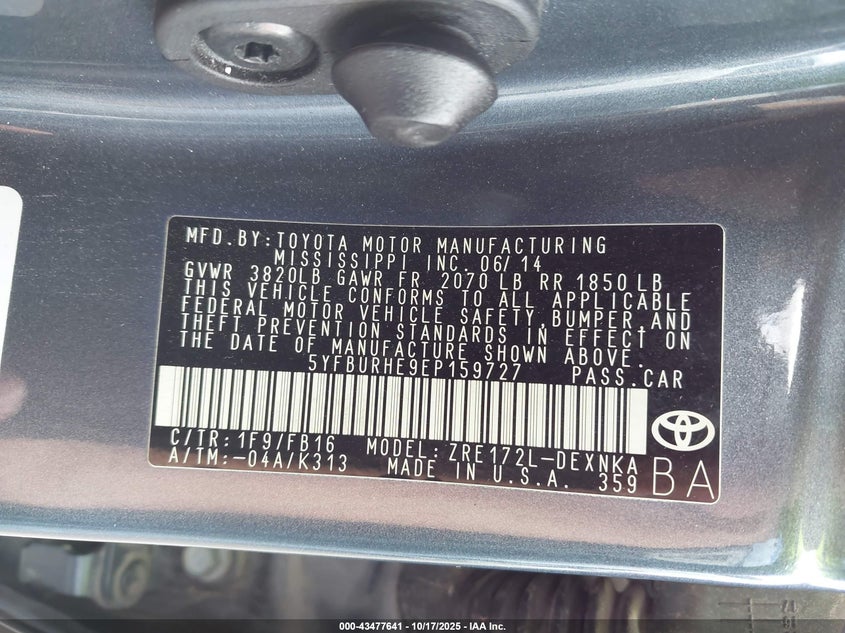 MFD. BY: TOYOTA MOTOR MANUFACTURING
MISSISSIPPI INC. 06/14
GVWR 3820LB GAWR FR 2070 LB RR 1850 LB
THIS VEHICLE CONFORMS TO ALL APPLICABLE
FEDERAL MOTOR VEHICLE SAFETY, BUMPER, AND
THEFT PREVENTION STANDARDS IN EFFECT ON
THE DATE OF MANUFACTURE SHOWN ABOVE.
5YFBURHE9EP159727 PASS. CAR
C/TR: 1F9/FB16 MODEL: ZRE172L-DEXNKA
A/TM: -04A/K313 MADE IN U.S.A. 359 BA
000-43477641 - 10/17/2025 - IAA Inc.